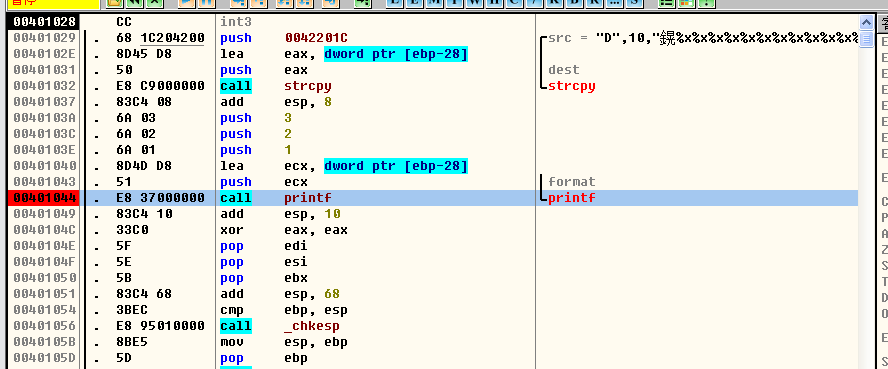 暂停
L E M T W H C / K B R ... S
00401028 CC int3
00401029 . 68 1C204200 push 0042201C src = "D",10,"鎤%x%x%x%x%x%x%x%x%x%x%
0040102E . 8D45 D8 lea eax, dword ptr [ebp-28]
00401031 . 50 push eax dest
00401032 . E8 C9000000 call strcpy strcpy
00401037 . 83C4 08 add esp, 8
0040103A . 6A 03 push 3
0040103C . 6A 02 push 2
0040103E . 6A 01 push 1
00401040 . 8D4D D8 lea ecx, dword ptr [ebp-28]
00401043 . 51 push ecx format
00401044 . E8 37000000 call printf printf
00401049 . 83C4 10 add esp, 10
0040104C . 33C0 xor eax, eax
0040104E . 5F pop edi
0040104F . 5E pop esi
00401050 . 5B pop ebx
00401051 . 83C4 68 add esp, 68
00401054 . 3BEC cmp ebp, esp
00401056 . E8 95010000 call _chkesp
0040105B . 8BE5 mov esp, ebp
0040105D . 5D pop ebp